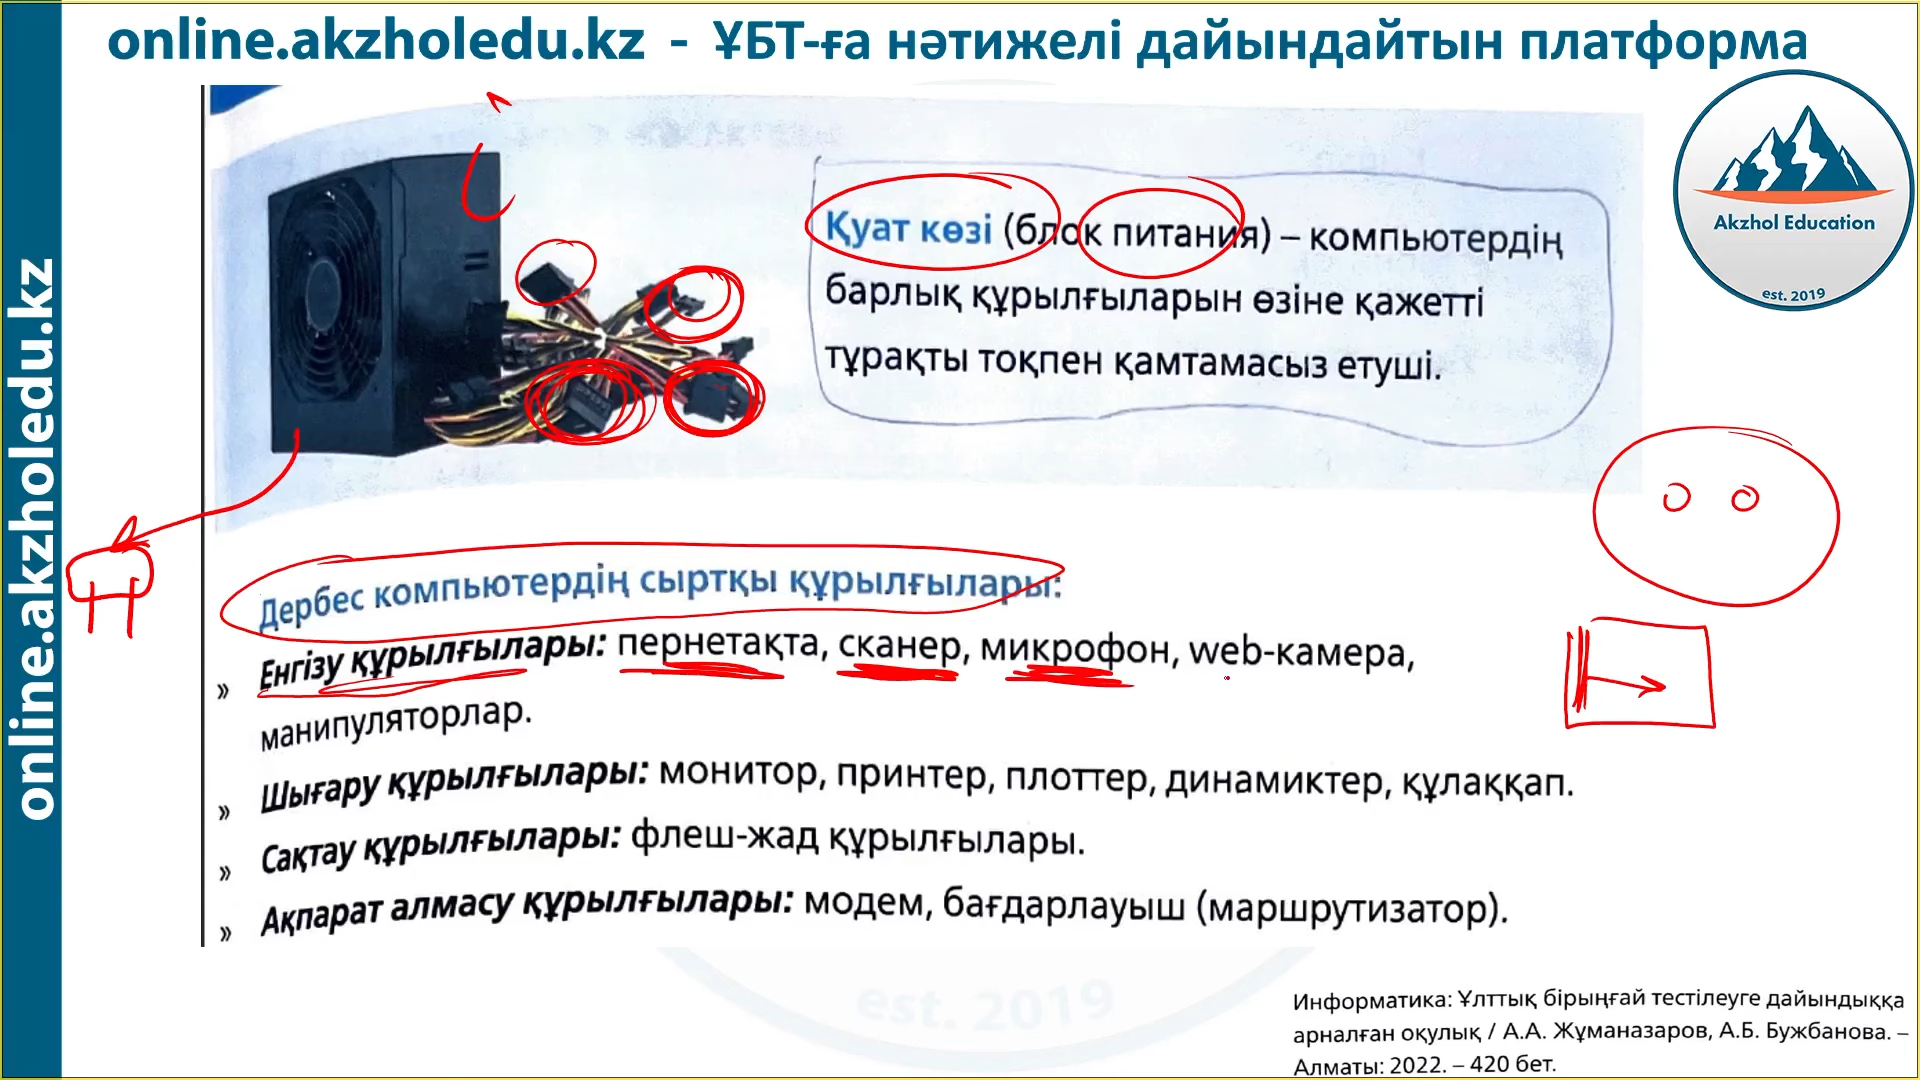 online.akzholedu.kz - ҰБТ-ға нәтижелі дайындайтын платформа
online.akzholedu.kz
Akzhol Education
est. 2019
Қуат көзі (блок питания) – компьютердің
барлық құрылғыларын өзіне қажетті
тұрақты тоқпен қамтамасыз етуші.
Дербес компьютердің сыртқы құрылғылары:
» Енгізу құрылғылары: пернетақта, сканер, микрофон, web-камера,
манипуляторлар.
» Шығару құрылғылары: монитор, принтер, плоттер, динамиктер, құлаққап.
» Сақтау құрылғылары: флеш-жад құрылғылары.
» Ақпарат алмасу құрылғылары: модем, бағдарлауыш (маршрутизатор).
est. 2019
Информатика: Ұлттық бірыңғай тестілеуге дайындыққа
арналған оқулық / А.А. Жұманазаров, А.Б. Бужбанова. –
Алматы: 2022. – 420 бет.